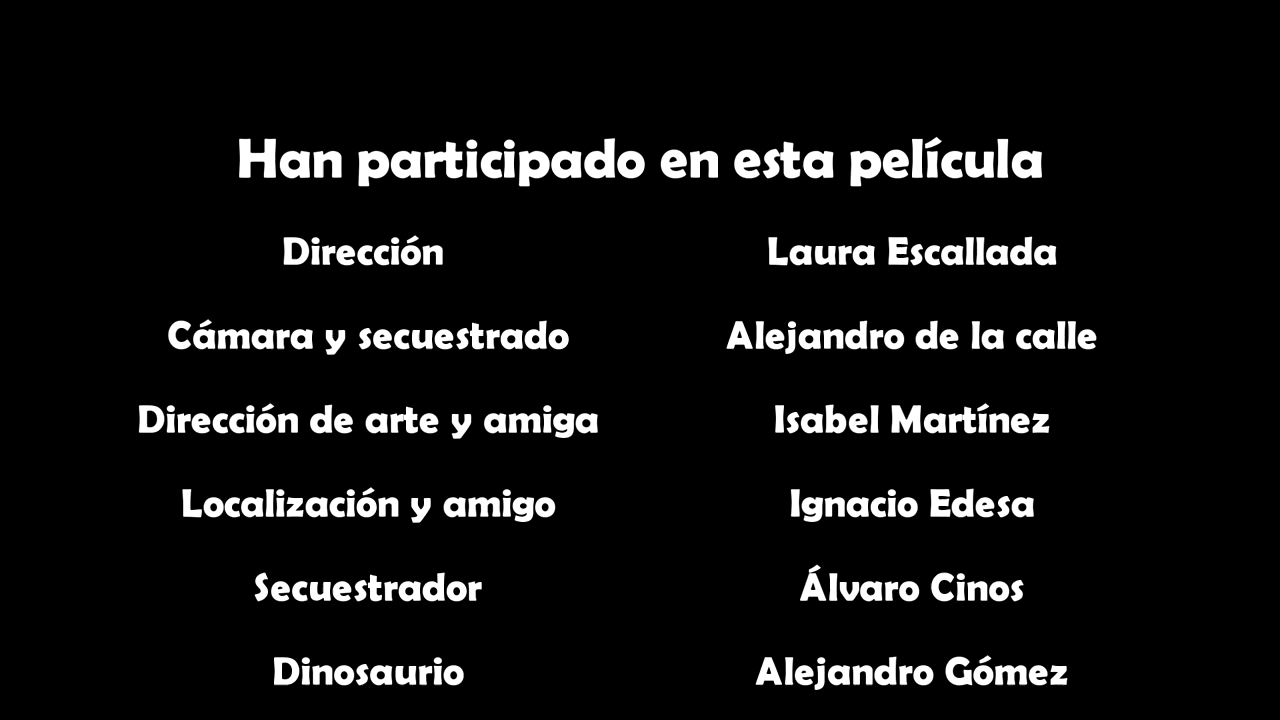 Han participado en esta película
Dirección Laura Escallada
Cámara y secuestrado Alejandro de la calle
Dirección de arte y amiga Isabel Martínez
Localización y amigo Ignacio Edesa
Secuestrador Álvaro Cinos
Dinosaurio Alejandro Gómez